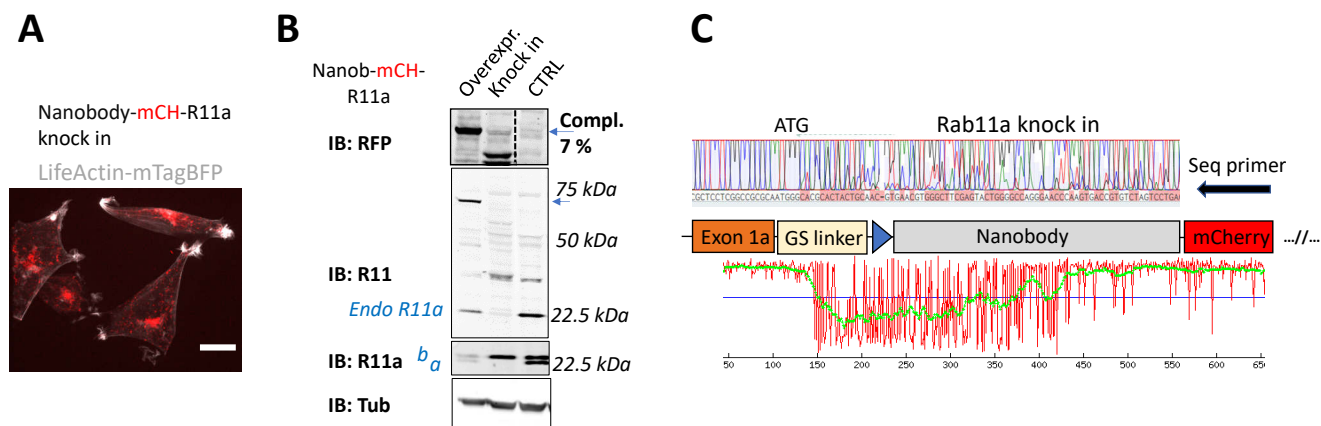 A
Nanobody-mCH-R11a
knock in
LifeActin-mTagBFP
B
Nanob-mCH-
R11a
Overexpr.
Knock in
CTRL
IB: RFP
Compl.
7 %
75 kDa
50 kDa
IB: R11
Endo R11a
22.5 kDa
IB: R11a
b
a
22.5 kDa
IB: Tub
C
ATG
Rab11a knock in
Seq primer
CGCTCCTCGGCCGCGCAATGGGCACGCACTACTGCAAC-GTGAACGTGGGCTTCGAGTACTGGGGCCAGGGAACCCAAGTGACCGTGTCTAGTCCTGA
Exon 1a
GS linker
Nanobody
mCherry
...//...
50 100 150 200 250 300 350 400 450 500 550 600 65